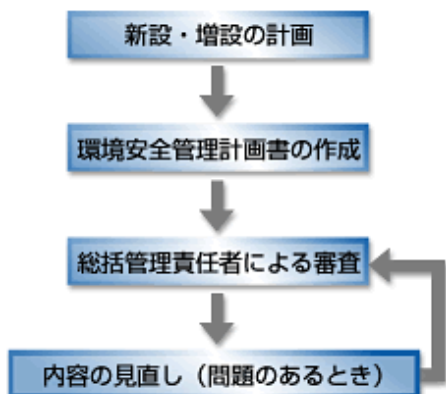 新設・増設の計画
環境安全管理計画書の作成
総括管理責任者による審査
内容の見直し（問題のあるとき）